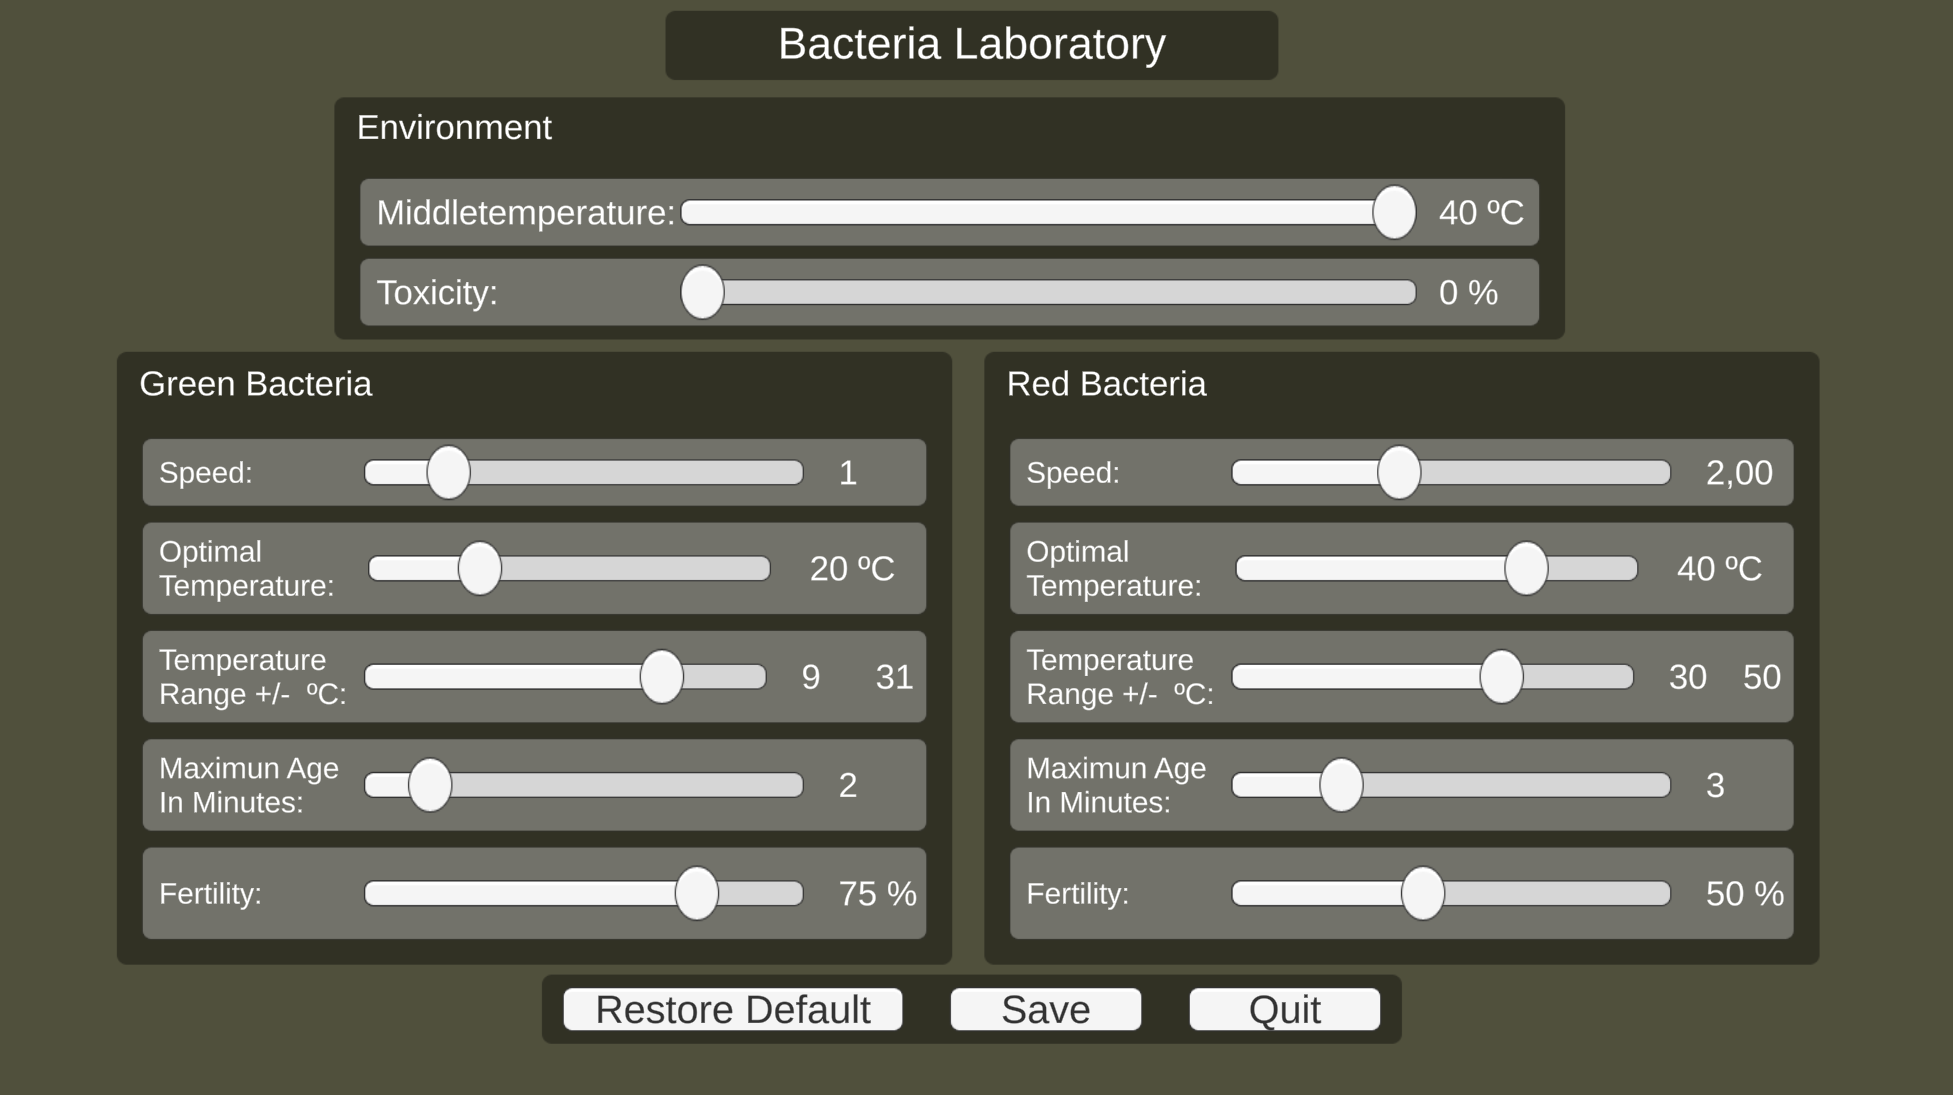 Bacteria Laboratory
Environment
Middletemperature: 40 ºC
Toxicity: 0 %
Green Bacteria
Speed: 1
Optimal
Temperature: 20 ºC
Temperature
Range +/-  ºC: 9 31
Maximun Age
In Minutes: 2
Fertility: 75 %
Red Bacteria
Speed: 2,00
Optimal
Temperature: 40 ºC
Temperature
Range +/-  ºC: 30 50
Maximun Age
In Minutes: 3
Fertility: 50 %
Restore Default Save Quit